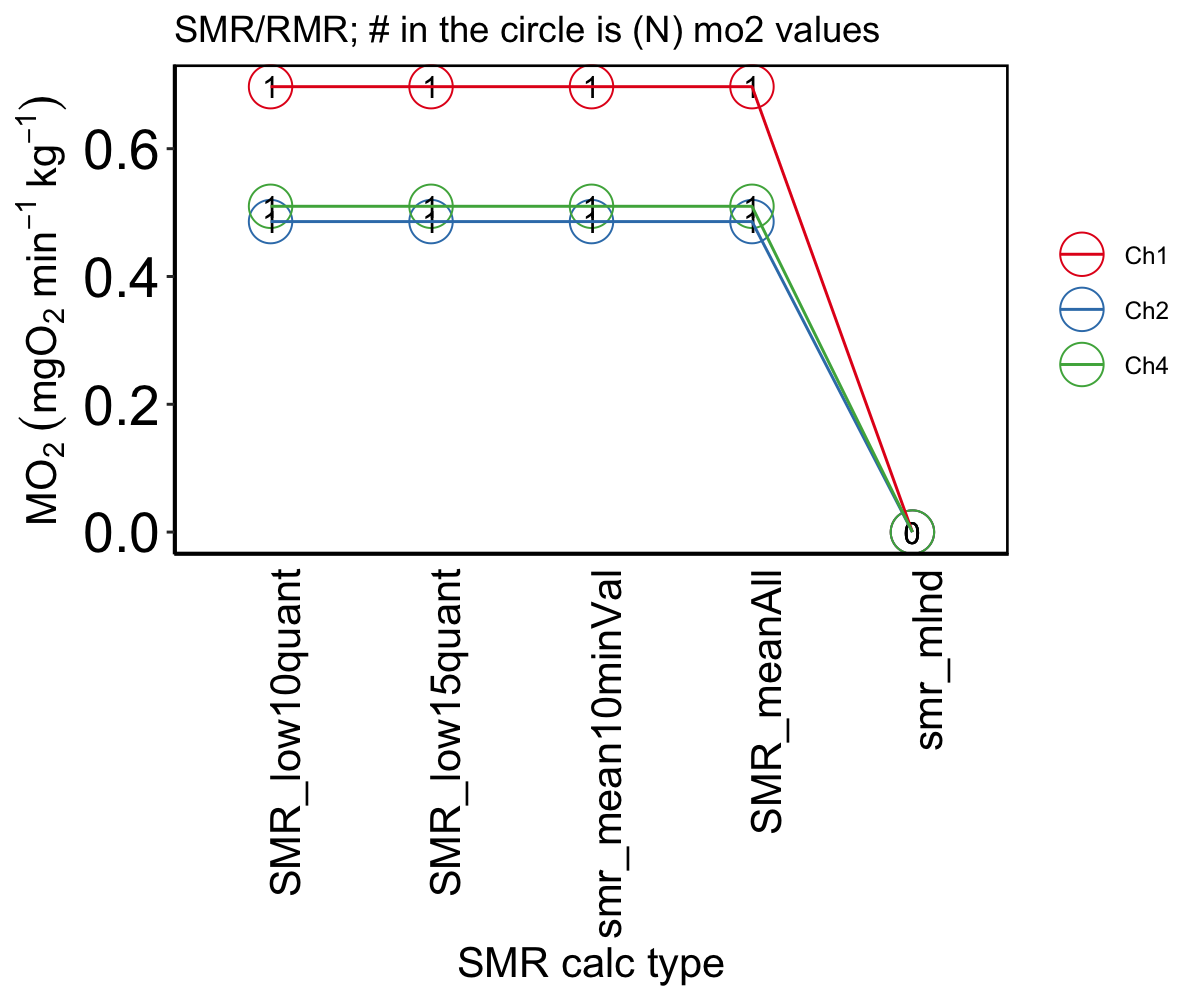 SMR/RMR; # in the circle is (N) mo2 values
MO₂ (mgO₂ min⁻¹ kg⁻¹)
0.6
0.4
0.2
0.0
1 1 1 1
1 1 1 1
1 1 1 1
0
Ch1
Ch2
Ch4
SMR_low10quant
SMR_low15quant
smr_mean10minVal
SMR_meanAll
smr_mlnd
SMR calc type